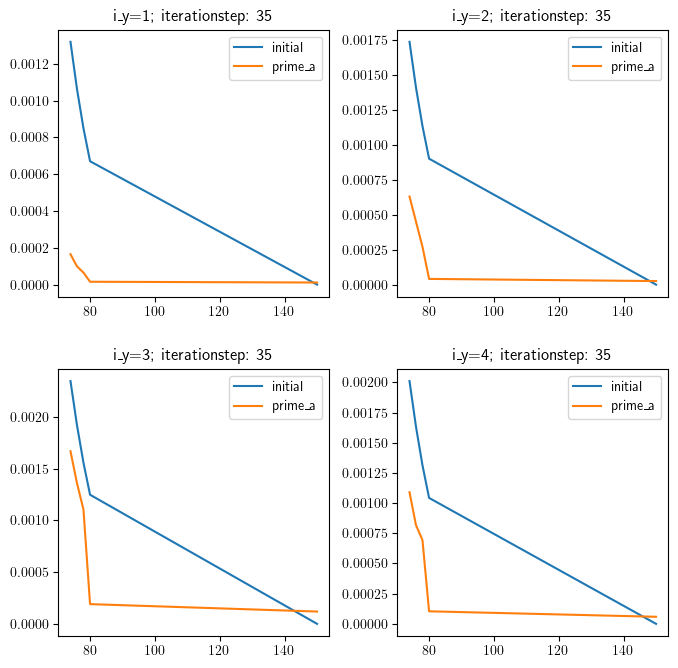 i_y=1; iterationstep: 35
initial
prime_a
0.0012
0.0010
0.0008
0.0006
0.0004
0.0002
0.0000
80 100 120 140
i_y=2; iterationstep: 35
initial
prime_a
0.00175
0.00150
0.00125
0.00100
0.00075
0.00050
0.00025
0.00000
80 100 120 140
i_y=3; iterationstep: 35
initial
prime_a
0.0020
0.0015
0.0010
0.0005
0.0000
80 100 120 140
i_y=4; iterationstep: 35
initial
prime_a
0.00200
0.00175
0.00150
0.00125
0.00100
0.00075
0.00050
0.00025
0.00000
80 100 120 140